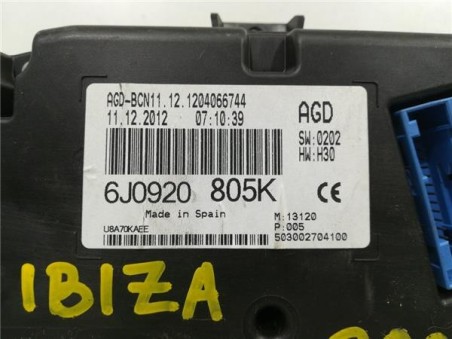 AGD-BCN11.12.1204066744
11.12.2012 07:10:39
AGD
SW:0202
HW:H30
6J0920 805K
CE
Made in Spain
M:13120
P:005
U8A70KAEE
503002704100
IBIZA